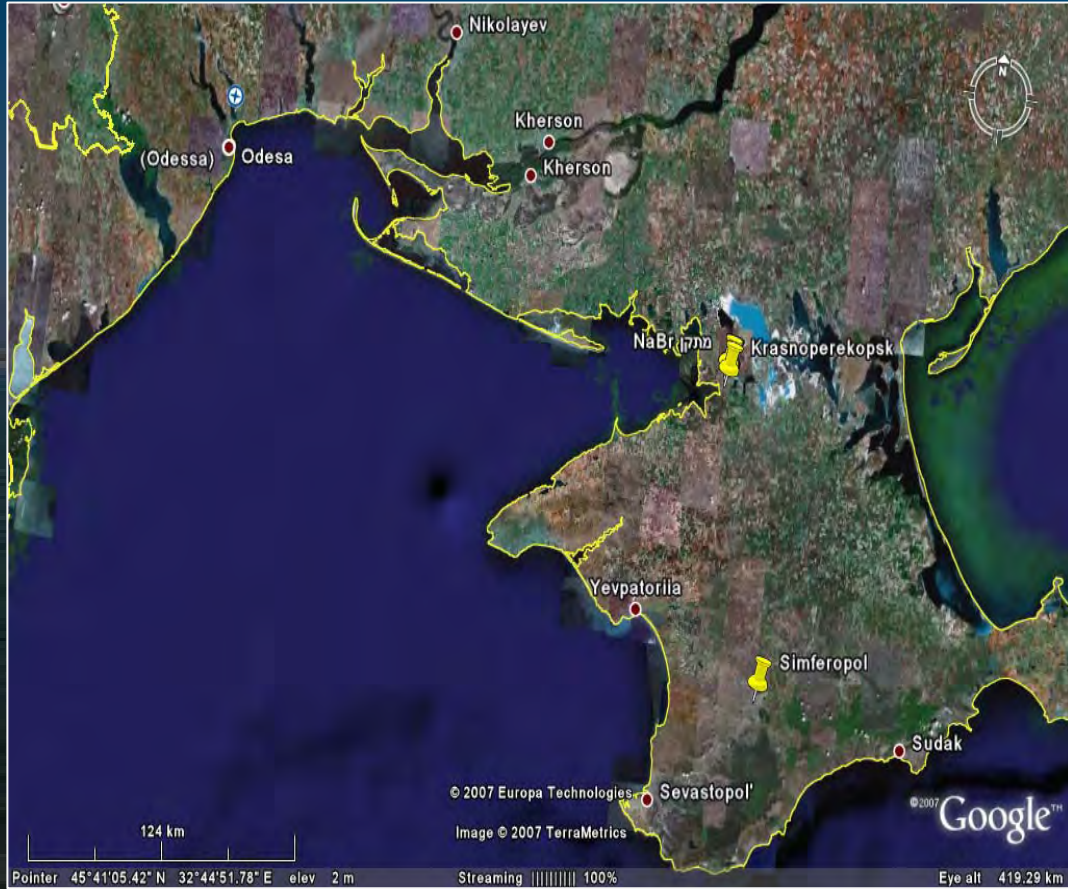 Nikolayev
N
Kherson
Kherson
(Odessa) Odesa
מתקן NaBr
Krasnoperekopsk
Yevpatoriia
Simferopol
Sudak
Sevastopol'
© 2007 Europa Technologies
Image © 2007 TerraMetrics
©2007 Google™
124 km
Pointer 45°41'05.42" N 32°44'51.78" E elev 2 m Streaming |||||||||| 100% Eye alt 419.29 km